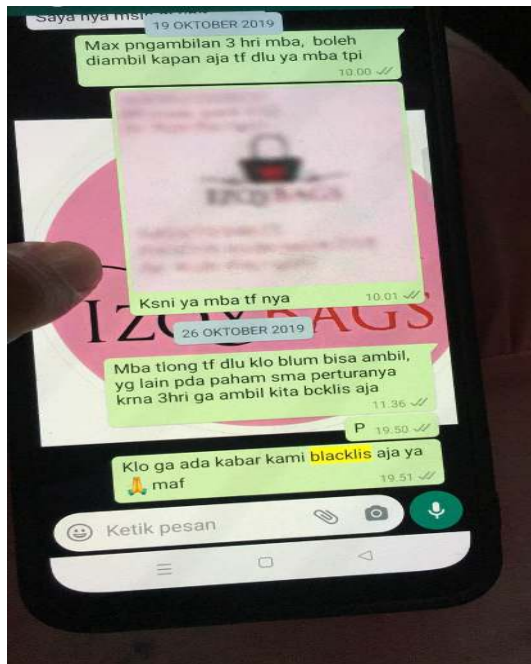 Saya nya
19 OKTOBER 2019
Max pngambilan 3 hri mba, boleh
diambil kapan aja tf dlu ya mba tpi
10.00
IZQYBAGS
Ksni ya mba tf nya
10.01
26 OKTOBER 2019
Mba tlong tf dlu klo blum bisa ambil,
yg lain pda paham sma perturanya
krna 3hri ga ambil kita bcklis aja
11.36
P 19.50
Klo ga ada kabar kami blacklis aja ya
🙏 maf
19.51
Ketik pesan